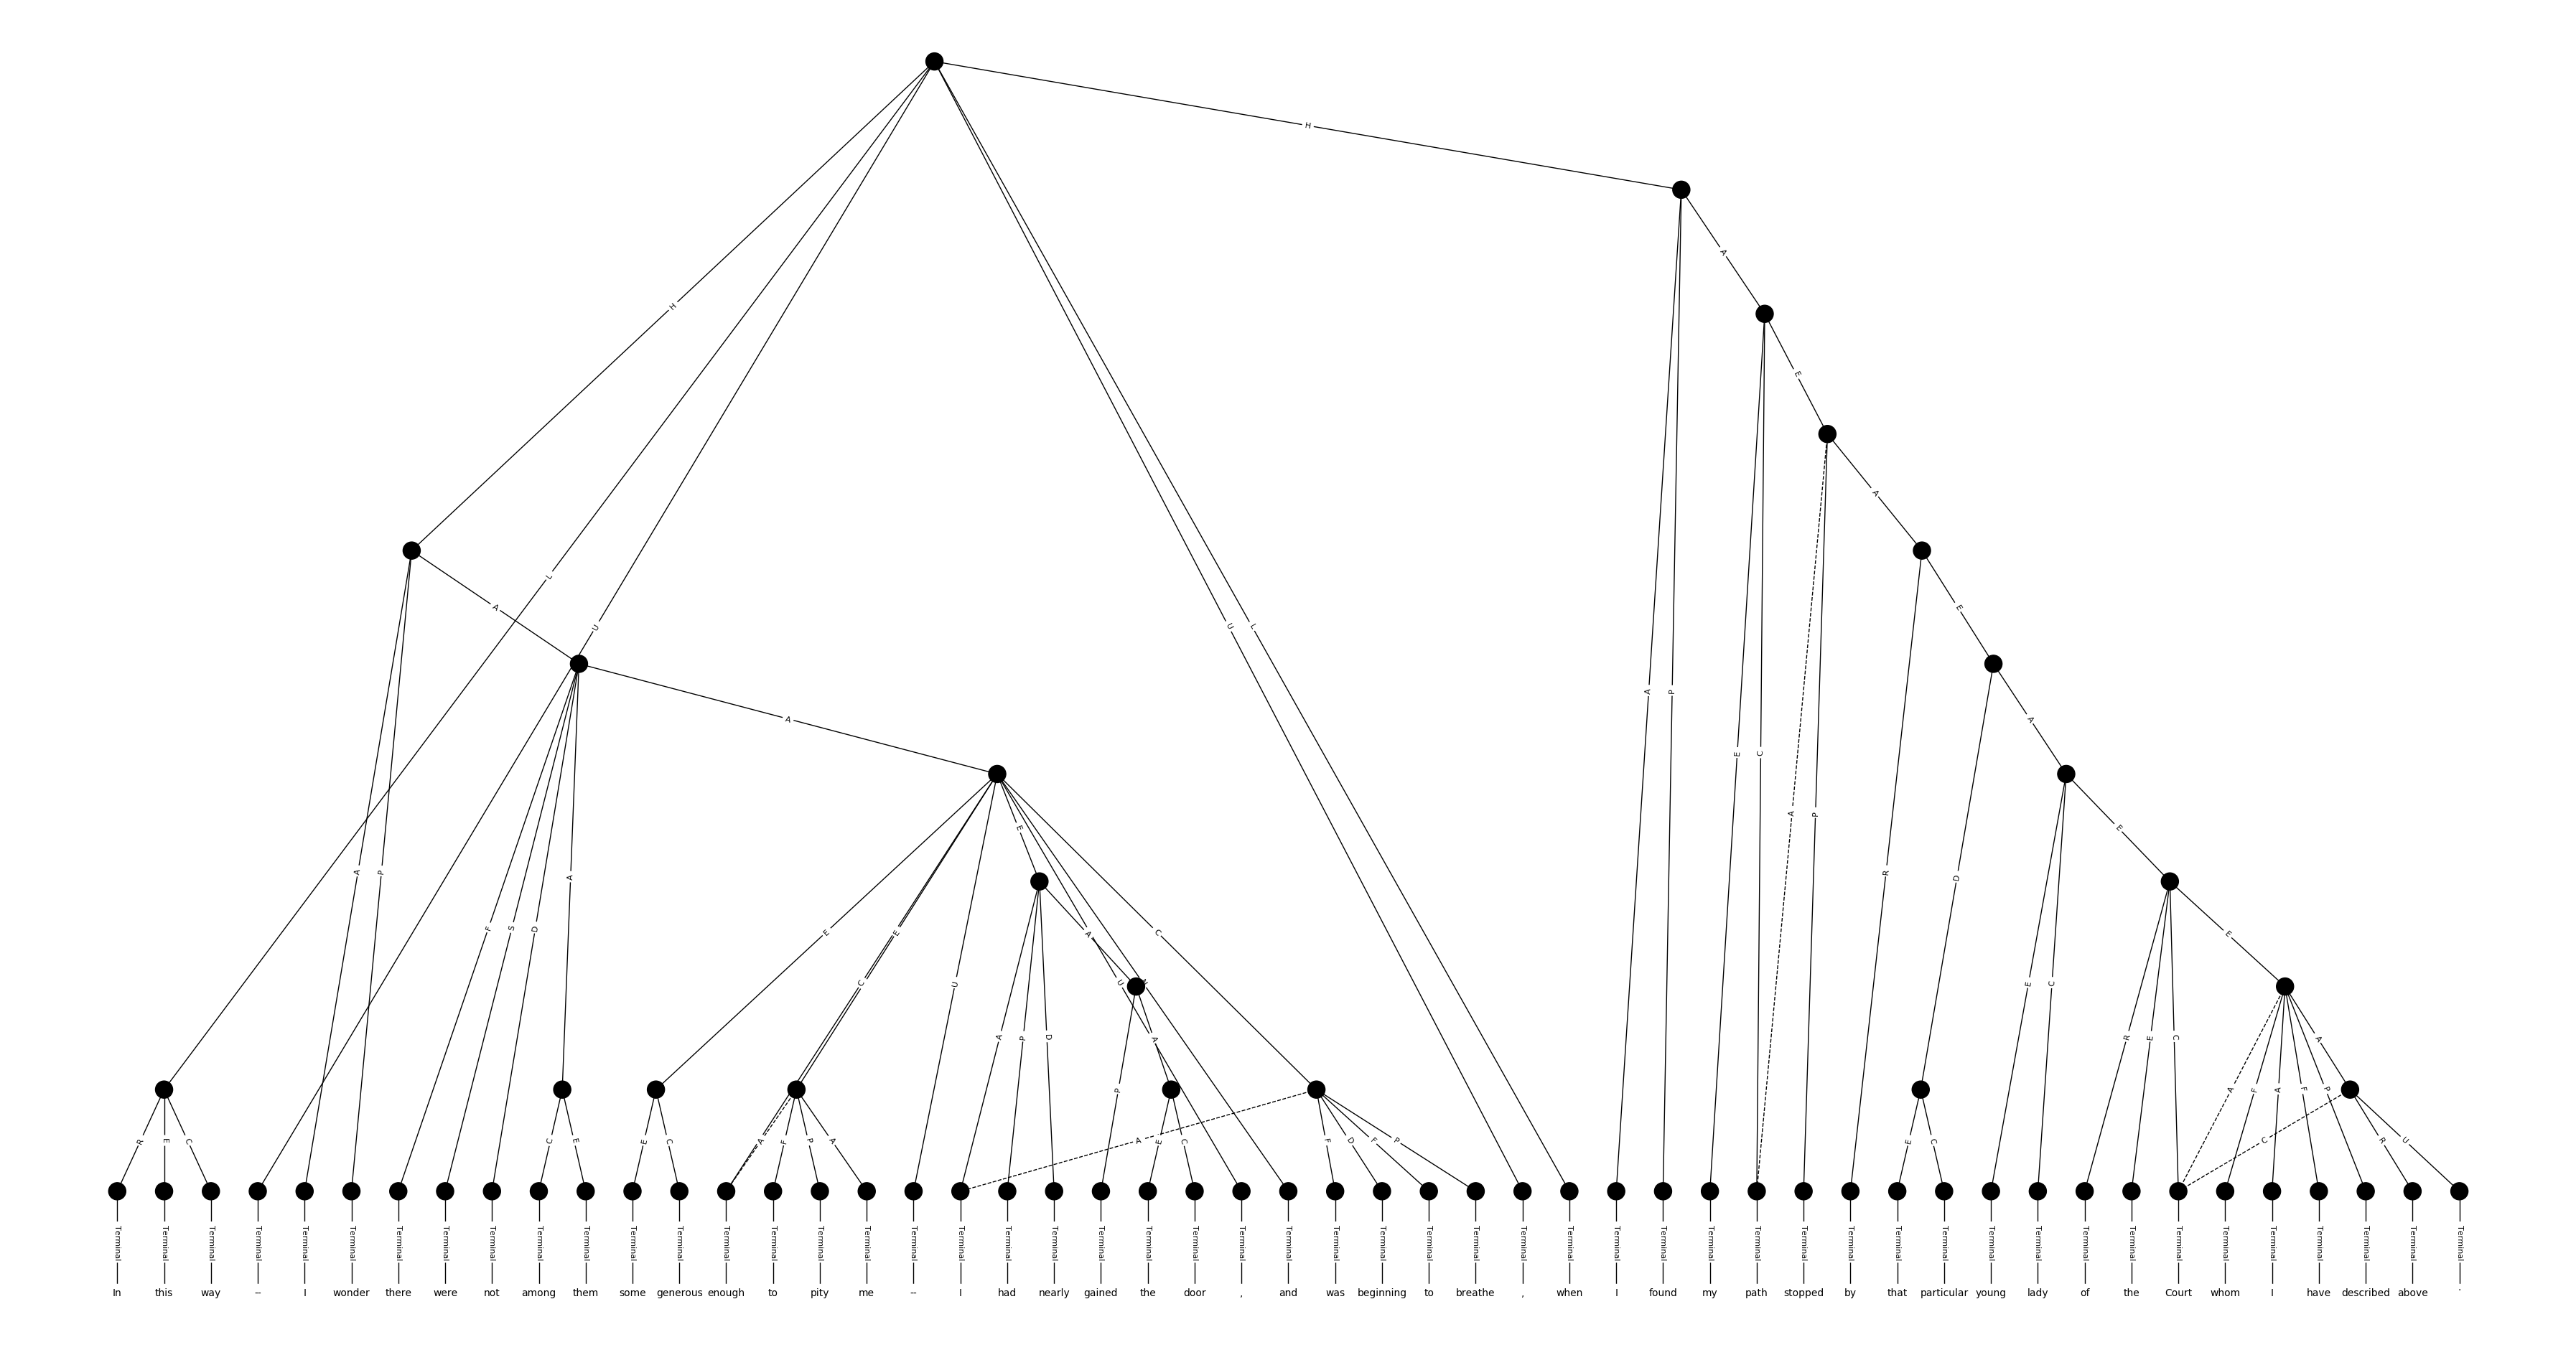 H
A
E
H
A
E
L
A
A
U
E
A
A
U
L
A
P
E
C
A
P
E
A
P
A
R
D
F
S
D
E
E
A
C
E
C
U
U
E
C
A
P
D
A
R
E
C
A
P
A
F
A
F
P
R
E
C
C
E
E
C
A
F
P
A
A
E
C
F
D
F
P
E
C
C
R
U
Terminal Terminal Terminal Terminal Terminal Terminal Terminal Terminal Terminal Terminal Terminal Terminal Terminal Terminal Terminal Terminal Terminal Terminal Terminal Terminal Terminal Terminal Terminal Terminal Terminal Terminal Terminal Terminal Terminal Terminal Terminal Terminal Terminal Terminal Terminal Terminal Terminal Terminal Terminal Terminal Terminal Terminal Terminal Terminal Terminal Terminal Terminal Terminal Terminal Terminal Terminal
In this way -- I wonder there were not among them some generous enough to pity me -- I had nearly gained the door , and was beginning to breathe , when I found my path stopped by that particular young lady of the Court whom I have described above .